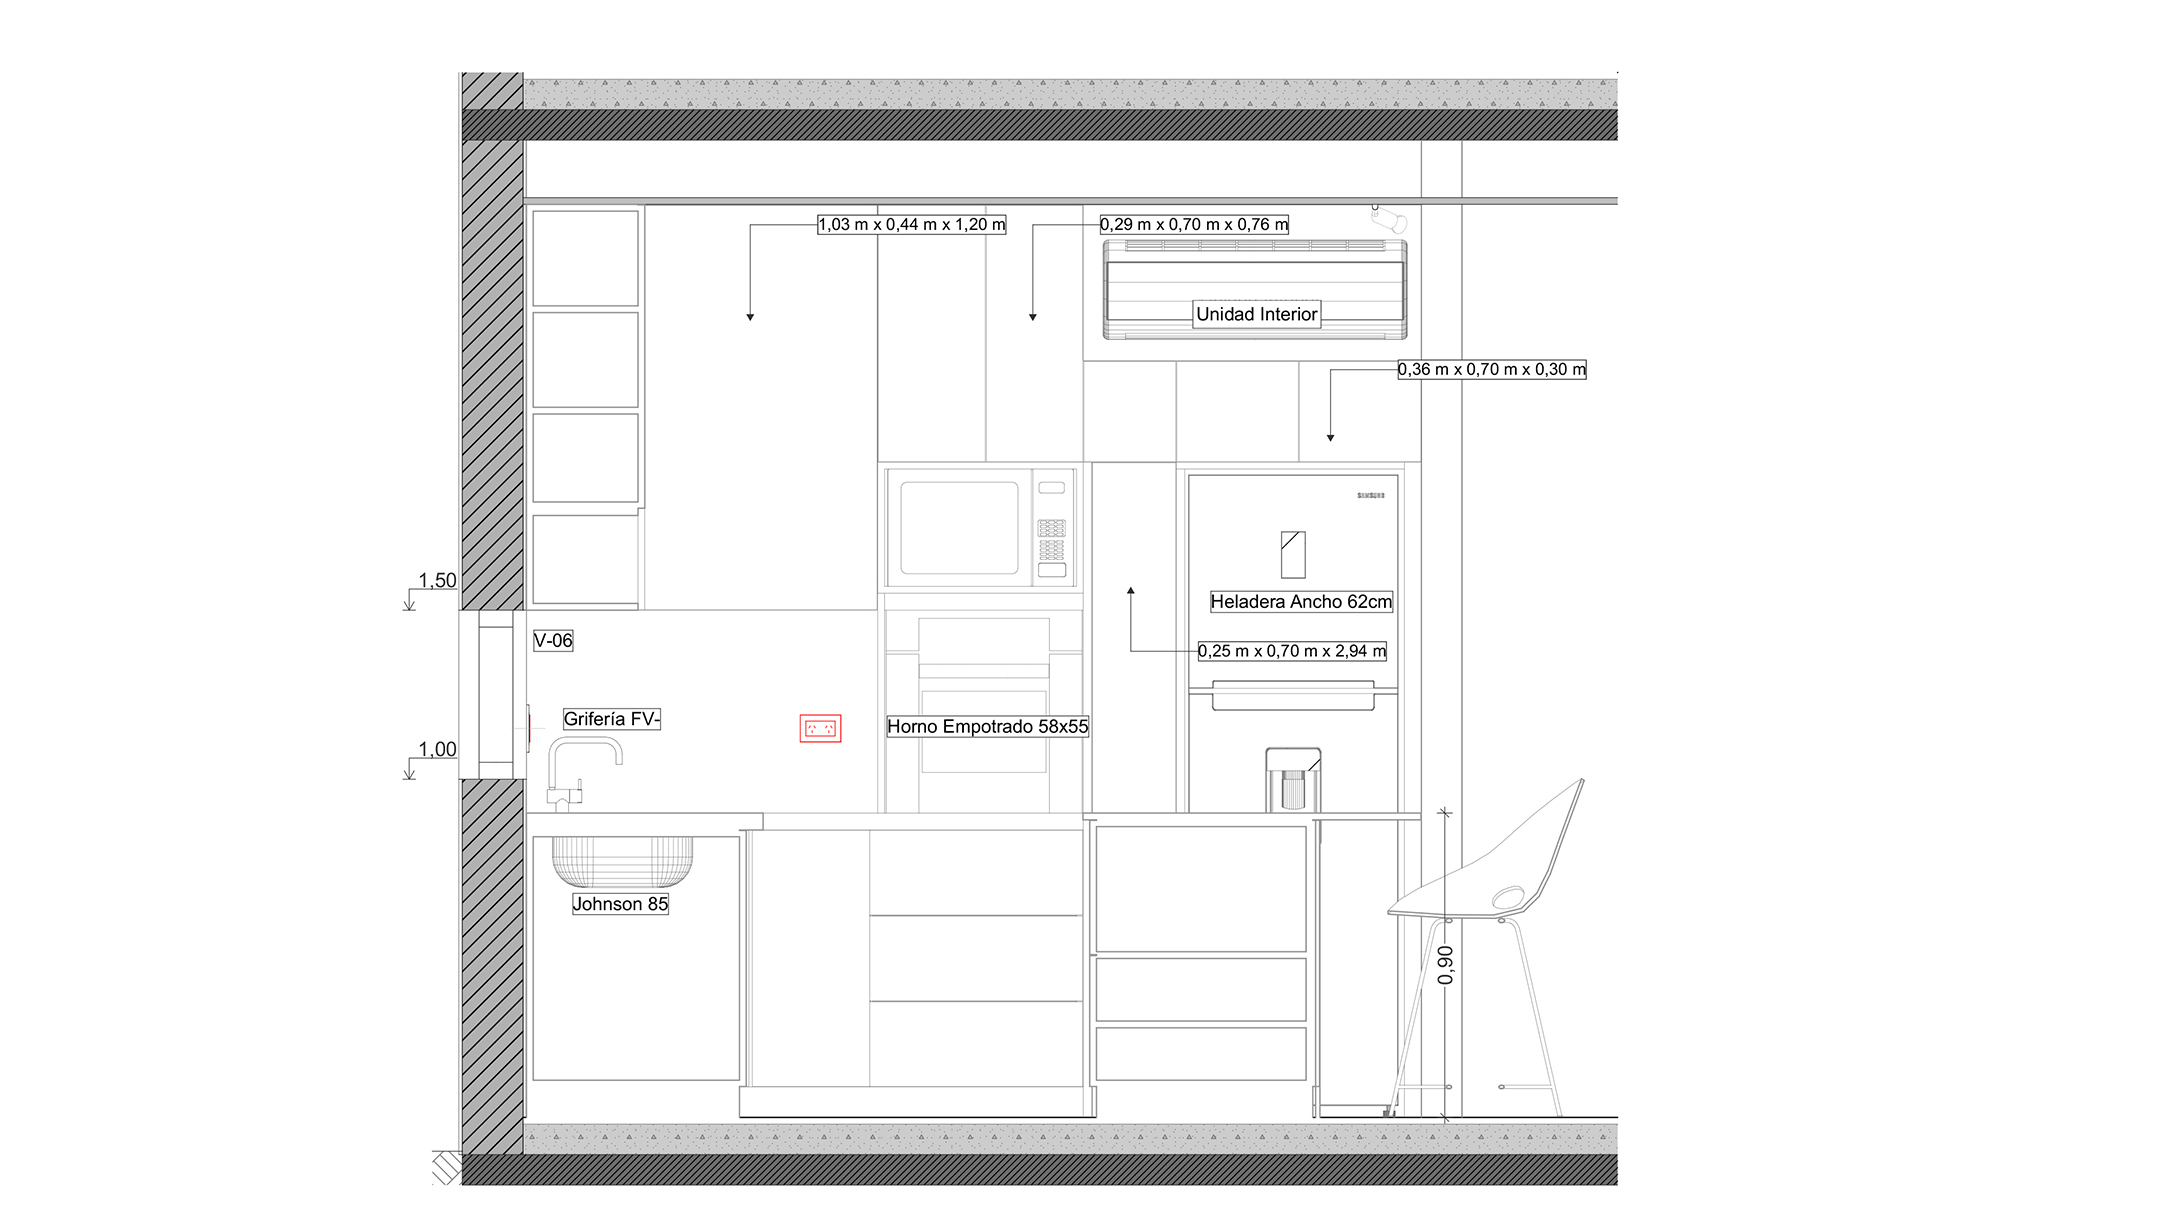 1,03 m x 0,44 m x 1,20 m
0,29 m x 0,70 m x 0,76 m
Unidad Interior
0,36 m x 0,70 m x 0,30 m
SAMSUNG
1,50
Heladera Ancho 62cm
V-06
0,25 m x 0,70 m x 2,94 m
Grifería FV-
Horno Empotrado 58x55
1,00
Johnson 85
0,90